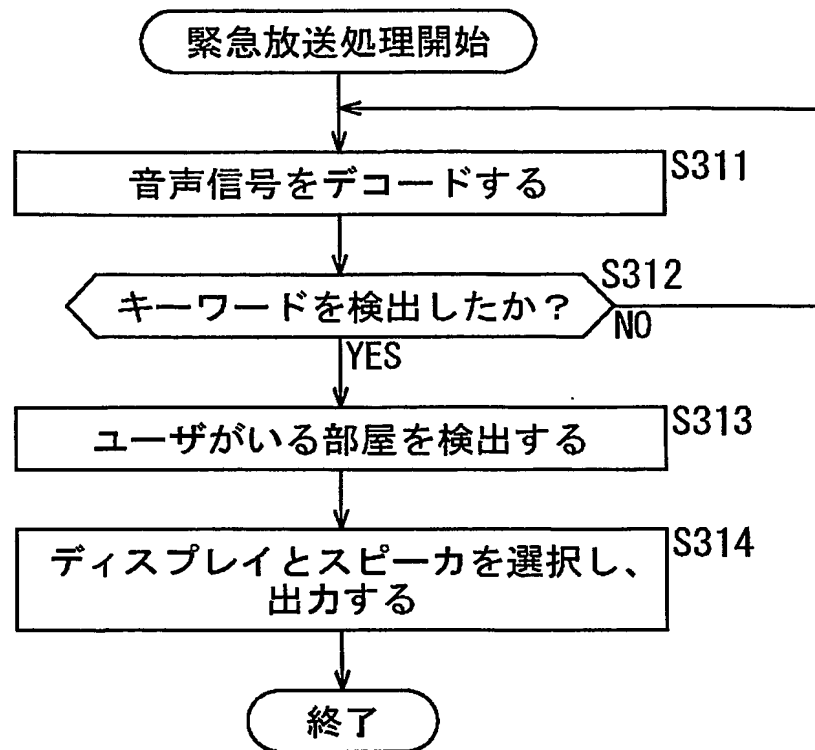 緊急放送処理開始
音声信号をデコードする
S311
キーワードを検出したか？
S312
NO
YES
ユーザがいる部屋を検出する
S313
ディスプレイとスピーカを選択し、
出力する
S314
終了